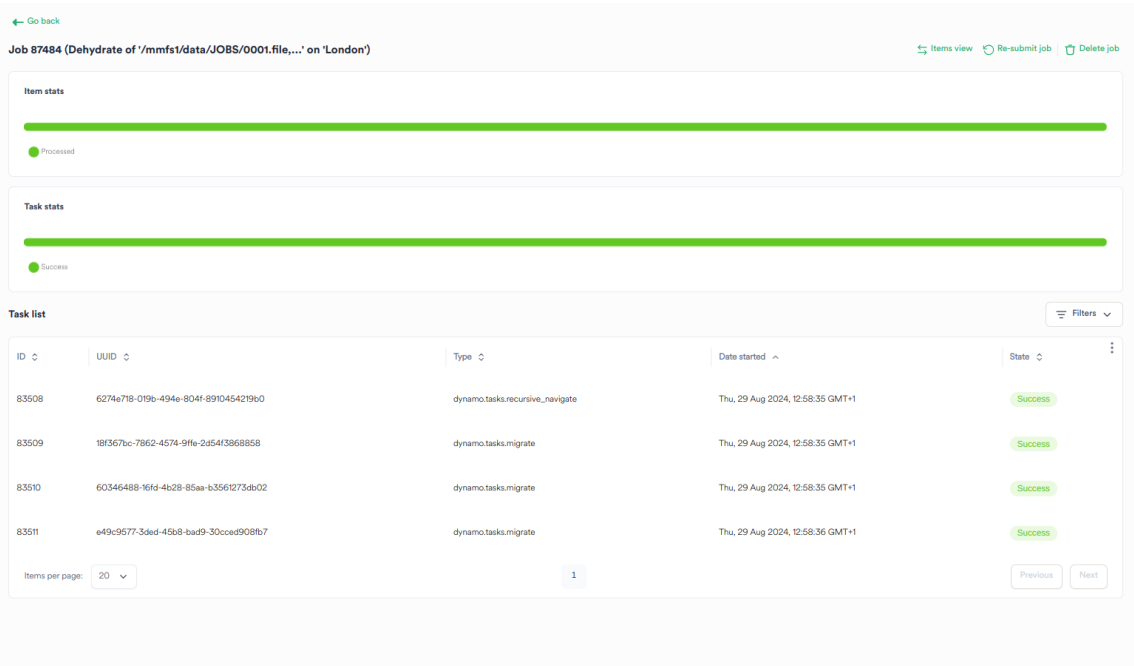 Go back
Job 87484 (Dehydrate of '/mmfs1/data/JOBS/0001.file,...' on 'London')
Items view Re-submit job Delete job
Item stats
Processed
Task stats
Success
Task list
Filters
ID UUID Type Date started State
83508 6274e718-019b-494e-804f-8910454219b0 dynamo.tasks.recursive_navigate Thu, 29 Aug 2024, 12:58:35 GMT+1 Success
83509 18f367bc-7862-4574-9ffe-2d54f3868858 dynamo.tasks.migrate Thu, 29 Aug 2024, 12:58:35 GMT+1 Success
83510 60346488-16fd-4b28-85aa-b3561273db02 dynamo.tasks.migrate Thu, 29 Aug 2024, 12:58:35 GMT+1 Success
83511 e49c9577-3ded-45b8-bad9-30cced908fb7 dynamo.tasks.migrate Thu, 29 Aug 2024, 12:58:36 GMT+1 Success
Items per page: 20 1 Previous Next